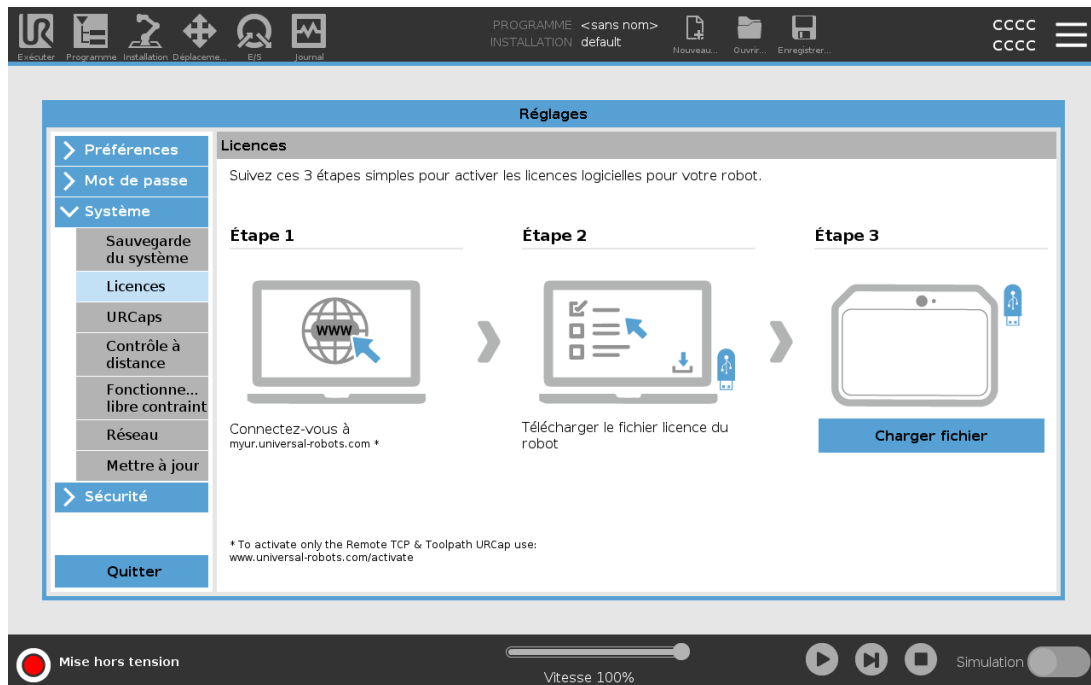 PROGRAMME <sans nom>
INSTALLATION default
Exécuter Programme Installation Déplaceme... E/S Journal
Nouveau... Ouvrir... Enregistrer...
CCCC
CCCC
Réglages
Préférences
Mot de passe
Système
Sauvegarde
du système
Licences
URCaps
Contrôle à
distance
Fonctionne...
libre contraint
Réseau
Mettre à jour
Sécurité
Quitter
Licences
Suivez ces 3 étapes simples pour activer les licences logicielles pour votre robot.
Étape 1
WWW
Connectez-vous à
myur.universal-robots.com *
Étape 2
Télécharger le fichier licence du
robot
Étape 3
Charger fichier
* To activate only the Remote TCP & Toolpath URCap use:
www.universal-robots.com/activate
Mise hors tension
Vitesse 100%
Simulation